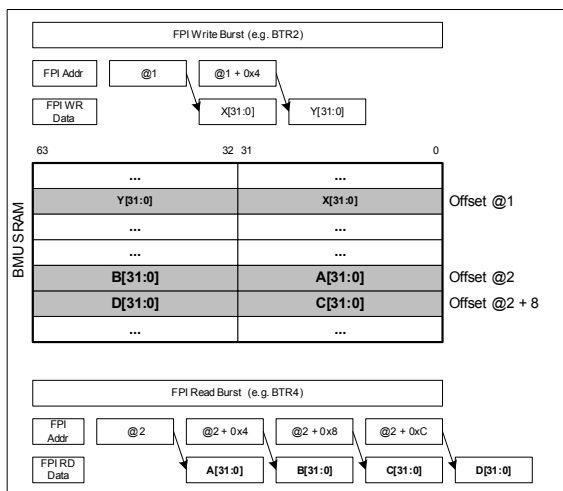 FPI Write Burst (e.g. BTR2)
FPI Addr @1 @1 + 0x4
FPI WR Data X[31:0] Y[31:0]
63 32 31 0
BMU SRAM
... ...
Y[31:0] X[31:0] Offset @1
... ...
... ...
B[31:0] A[31:0] Offset @2
D[31:0] C[31:0] Offset @2 + 8
... ...
FPI Read Burst (e.g. BTR4)
FPI Addr @2 @2 + 0x4 @2 + 0x8 @2 + 0xC
FPI RD Data A[31:0] B[31:0] C[31:0] D[31:0]